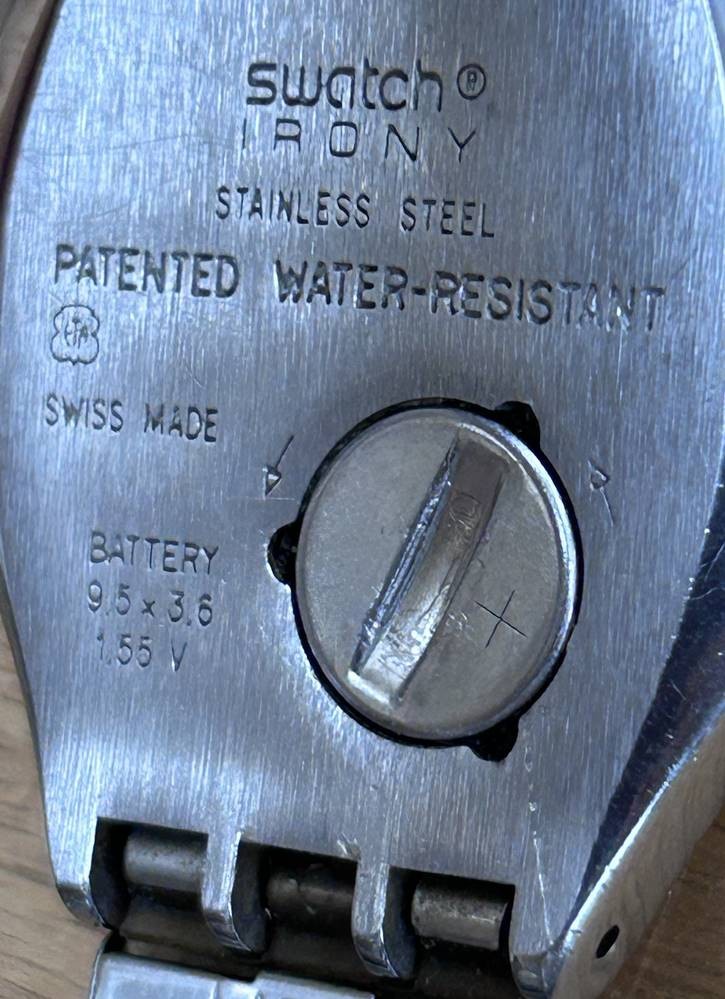 swatch®
IRONY
STAINLESS STEEL
PATENTED WATER-RESISTANT
SWISS MADE
BATTERY
9,5 x 3,6
1,55 V
+